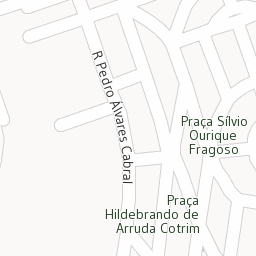 R Pedro Álvares Cabral
Praça Sílvio
Ourique
Fragoso
Praça
Hildebrando de
Arruda Cotrim